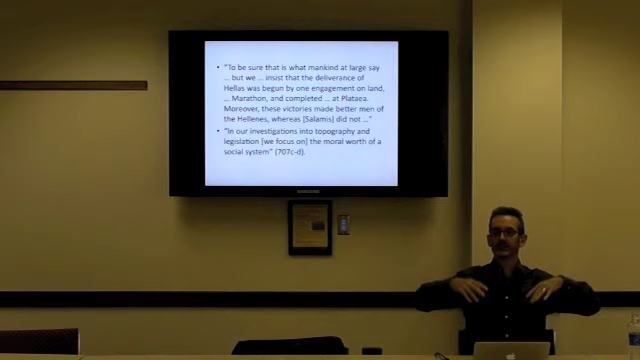 • "To be sure that is what mankind at large say
… but we … insist that the deliverance of
Hellas was begun by one engagement on land,
… Marathon, and completed … at Plataea.
Moreover, these victories made better men of
the Hellenes, whereas [Salamis] did not …"
• "In our investigations into topography and
legislation [we focus on] the moral worth of a
social system" (707c-d).
SAMSUNG